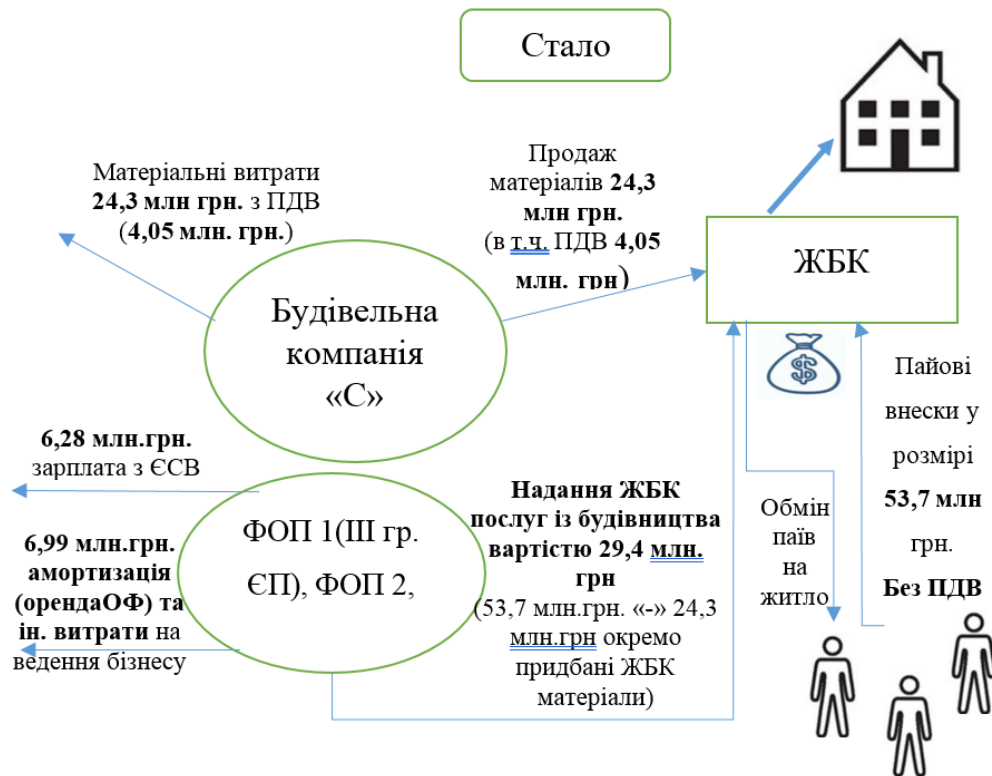 Стало
Матеріальні витрати
24,3 млн грн. з ПДВ
(4,05 млн. грн.)
Продаж
матеріалів 24,3
млн грн.
(в т.ч. ПДВ 4,05
млн. грн)
ЖБК
Будівельна
компанія
«С»
Пайові
внески у
розмірі
53,7 млн
грн.
Без ПДВ
6,28 млн.грн.
зарплата з ЄСВ
6,99 млн.грн.
амортизація
(орендаОФ) та
ін. витрати на
ведення бізнесу
ФОП 1(ІІІ гр.
ЄП), ФОП 2,
Надання ЖБК
послуг із будівництва
вартістю 29,4 млн.
грн
(53,7 млн.грн. «-» 24,3
млн.грн окремо
придбані ЖБК
матеріали)
Обмін
паїв
на
житло